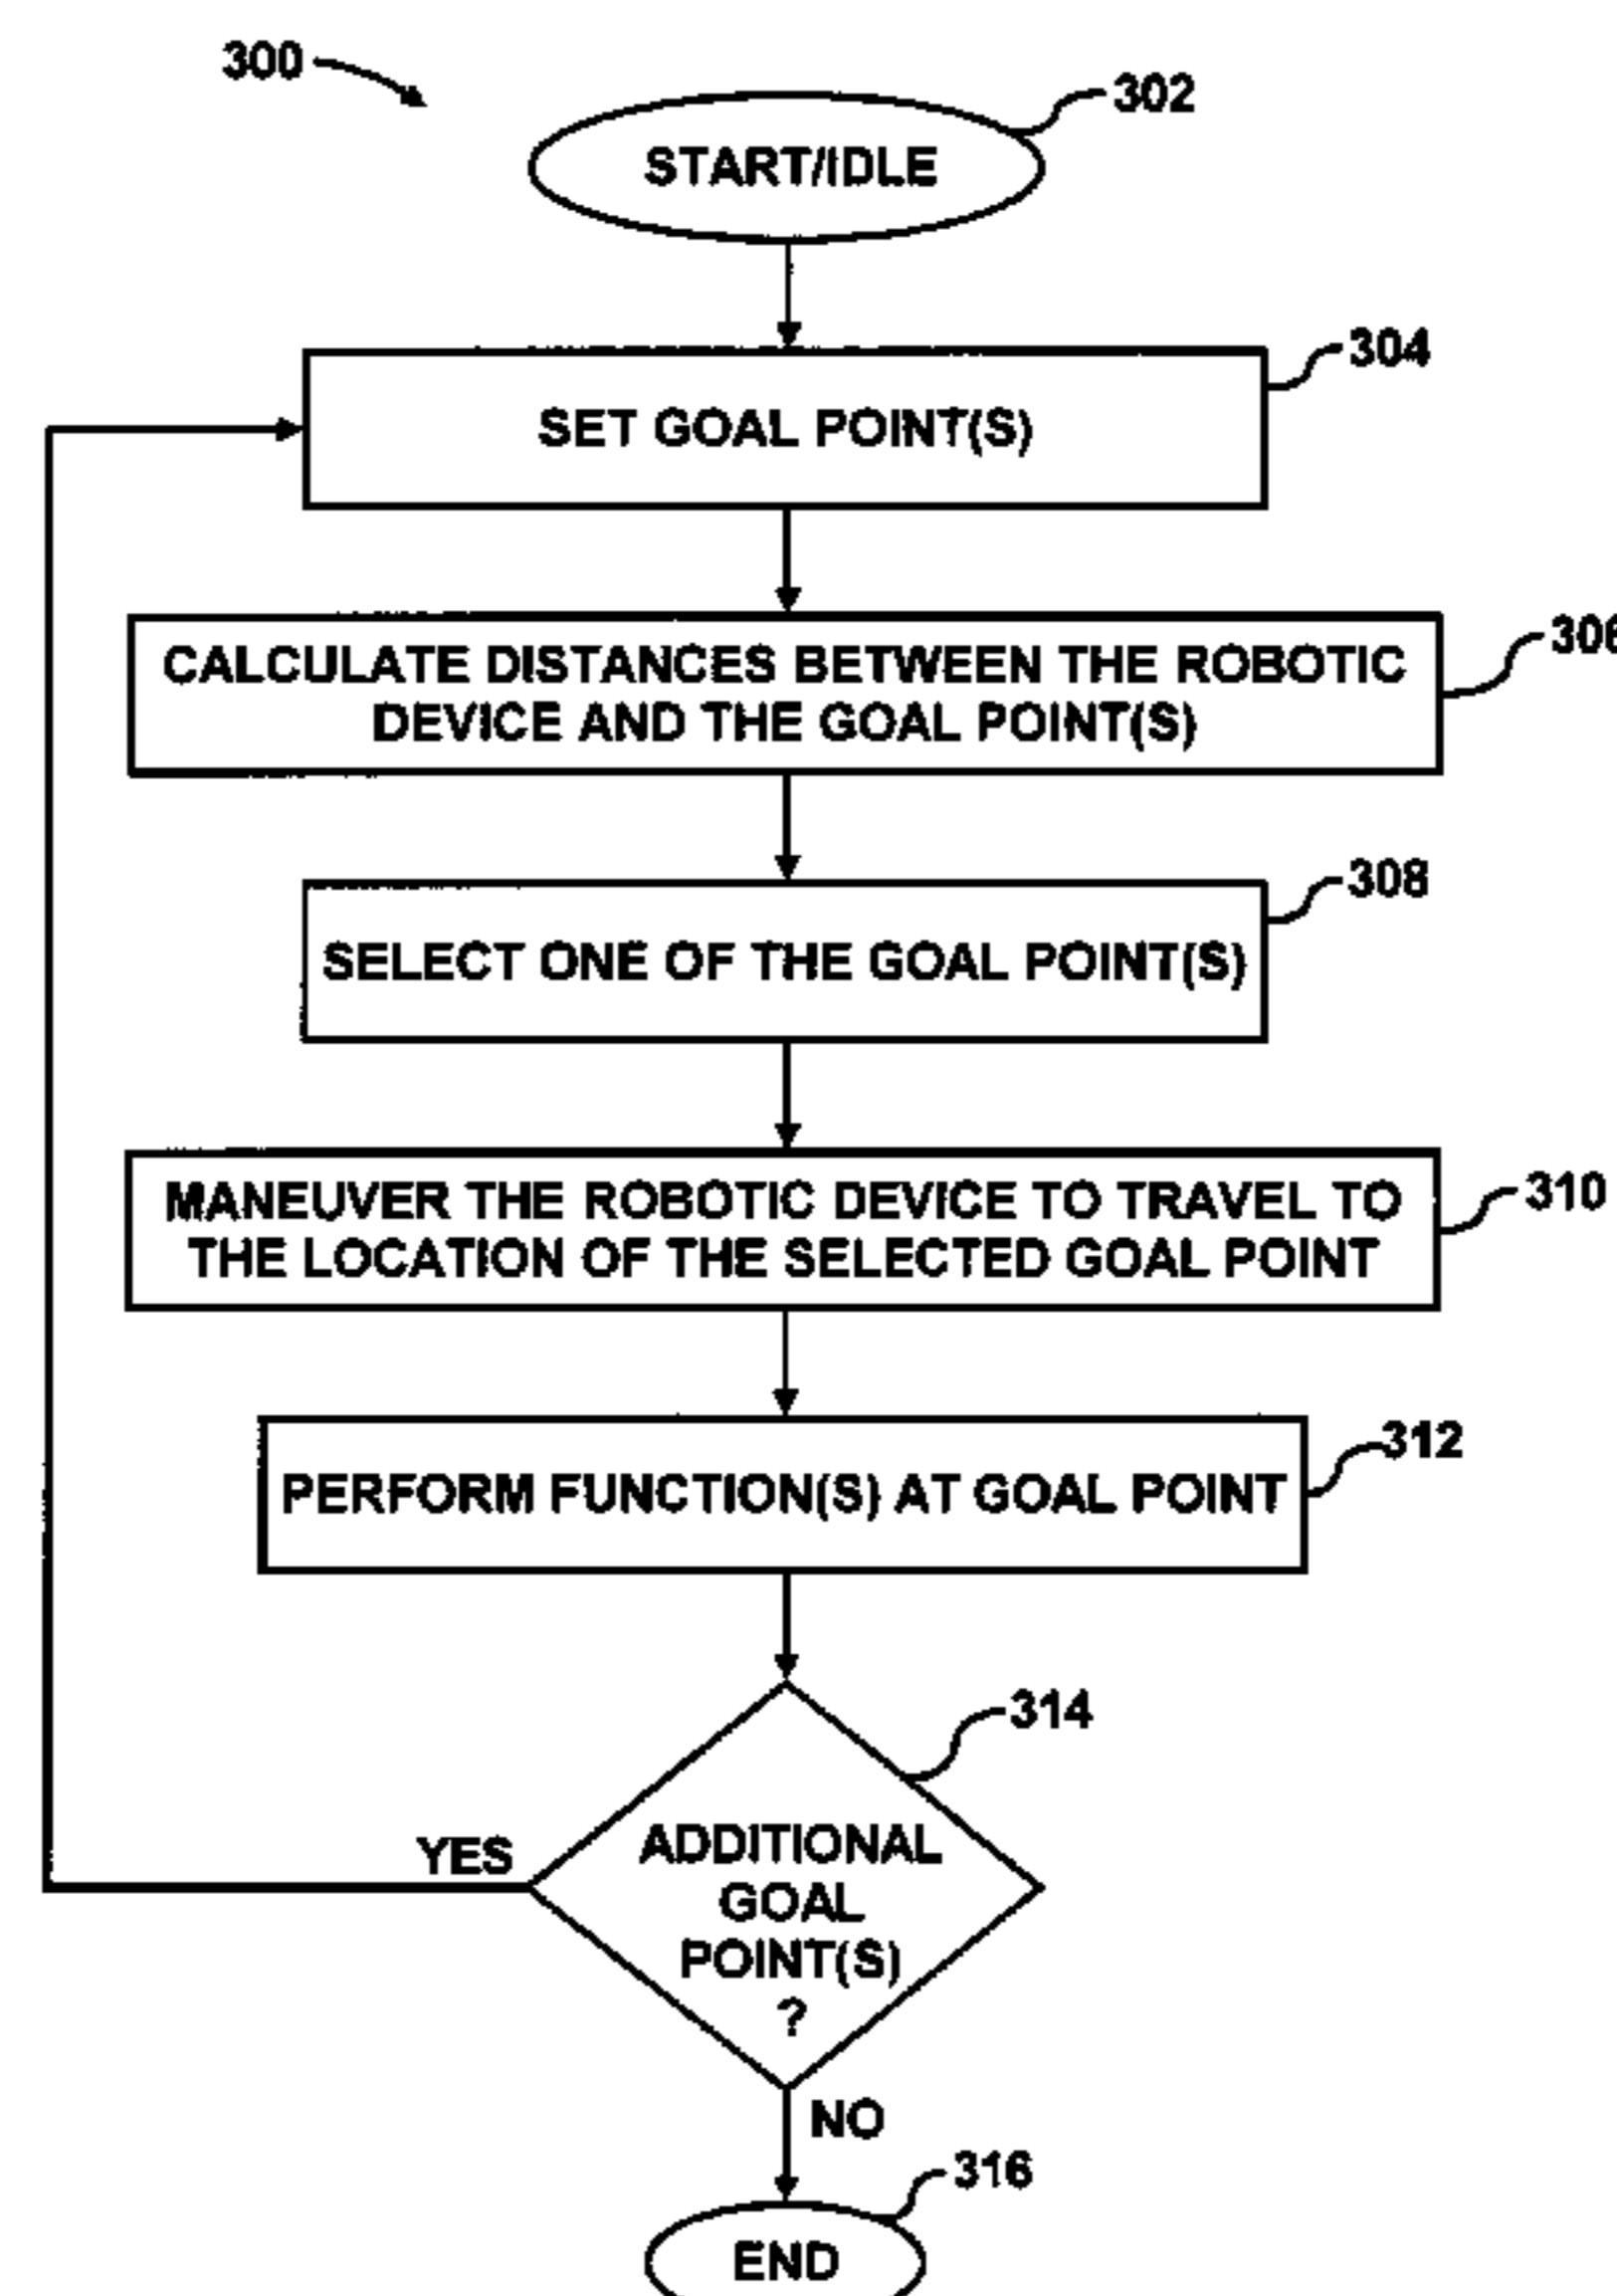 300
302
START/IDLE
304
SET GOAL POINT(S)
306
CALCULATE DISTANCES BETWEEN THE ROBOTIC
DEVICE AND THE GOAL POINT(S)
308
SELECT ONE OF THE GOAL POINT(S)
310
MANEUVER THE ROBOTIC DEVICE TO TRAVEL TO
THE LOCATION OF THE SELECTED GOAL POINT
312
PERFORM FUNCTION(S) AT GOAL POINT
314
YES
ADDITIONAL
GOAL
POINT(S)
?
NO
316
END